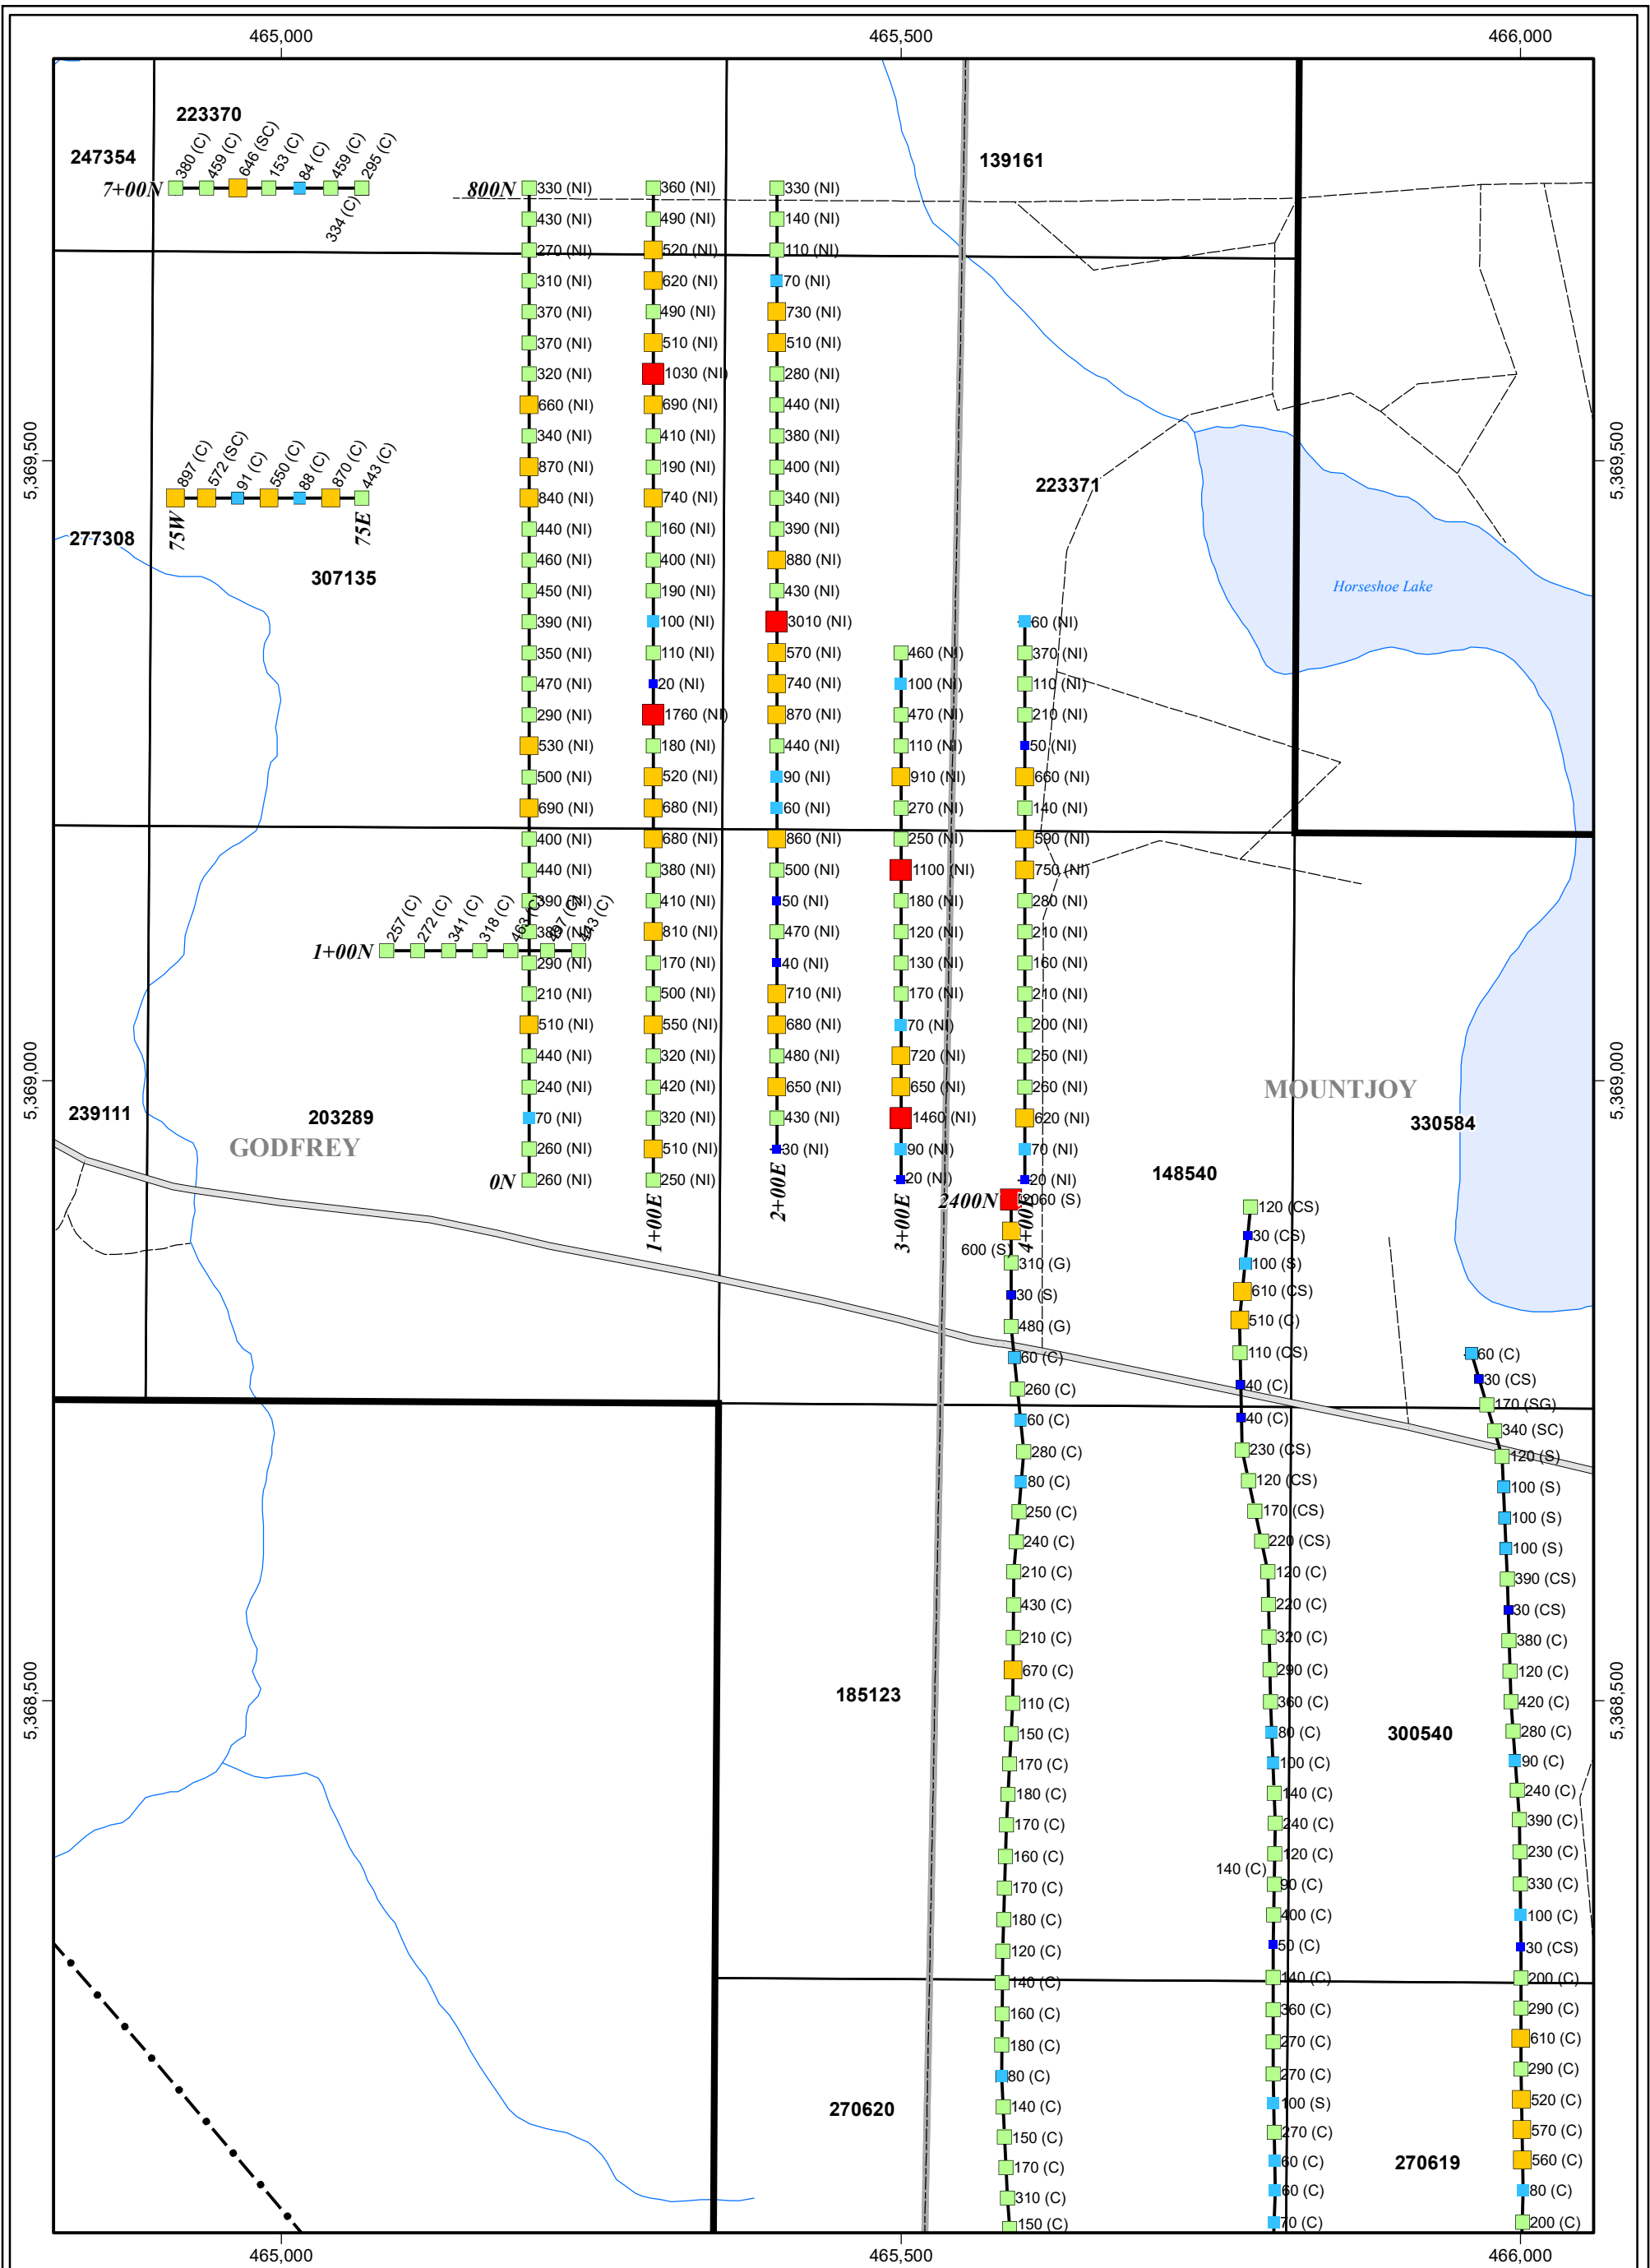 465,000
465,500
466,000
5,369,500
5,369,000
5,368,500
5,369,500
5,369,000
5,368,500
223370
247354
139161
7+00N
380 (C)
459 (C)
646 (SC)
153 (C)
84 (C)
459 (C)
295 (C)
334 (C)
897 (C)
572 (SC)
91 (C)
550 (C)
88 (C)
870 (C)
443 (C)
75W
75E
277308
307135
223371
Horseshoe Lake
800N
330 (NI)
430 (NI)
270 (NI)
310 (NI)
370 (NI)
370 (NI)
320 (NI)
660 (NI)
340 (NI)
870 (NI)
840 (NI)
440 (NI)
460 (NI)
450 (NI)
390 (NI)
350 (NI)
470 (NI)
290 (NI)
530 (NI)
500 (NI)
690 (NI)
400 (NI)
440 (NI)
390 (NI)
380 (NI)
290 (NI)
210 (NI)
510 (NI)
440 (NI)
240 (NI)
70 (NI)
260 (NI)
260 (NI)
0N
1+00N
257 (C)
272 (C)
341 (C)
318 (C)
463 (C)
497 (C)
443 (C)
360 (NI)
490 (NI)
520 (NI)
620 (NI)
490 (NI)
510 (NI)
1030 (NI)
690 (NI)
410 (NI)
190 (NI)
740 (NI)
160 (NI)
400 (NI)
190 (NI)
100 (NI)
110 (NI)
20 (NI)
1760 (NI)
180 (NI)
520 (NI)
680 (NI)
680 (NI)
380 (NI)
410 (NI)
810 (NI)
170 (NI)
500 (NI)
550 (NI)
320 (NI)
420 (NI)
320 (NI)
510 (NI)
250 (NI)
1+00E
330 (NI)
140 (NI)
110 (NI)
70 (NI)
730 (NI)
510 (NI)
280 (NI)
440 (NI)
380 (NI)
400 (NI)
340 (NI)
390 (NI)
880 (NI)
430 (NI)
3010 (NI)
570 (NI)
740 (NI)
870 (NI)
440 (NI)
90 (NI)
60 (NI)
860 (NI)
500 (NI)
50 (NI)
470 (NI)
40 (NI)
710 (NI)
680 (NI)
480 (NI)
650 (NI)
430 (NI)
30 (NI)
2+00E
460 (NI)
100 (NI)
470 (NI)
110 (NI)
910 (NI)
270 (NI)
250 (NI)
1100 (NI)
180 (NI)
120 (NI)
130 (NI)
170 (NI)
70 (NI)
720 (NI)
650 (NI)
1460 (NI)
90 (NI)
20 (NI)
3+00E
60 (NI)
370 (NI)
110 (NI)
210 (NI)
50 (NI)
660 (NI)
140 (NI)
590 (NI)
750 (NI)
280 (NI)
210 (NI)
160 (NI)
210 (NI)
200 (NI)
250 (NI)
260 (NI)
620 (NI)
70 (NI)
20 (NI)
4+00E
239111
203289
GODFREY
MOUNTJOY
330584
148540
2400N
2060 (S)
600 (S)
310 (G)
30 (S)
480 (G)
60 (C)
260 (C)
60 (C)
280 (C)
80 (C)
250 (C)
240 (C)
210 (C)
430 (C)
210 (C)
670 (C)
110 (C)
150 (C)
170 (C)
180 (C)
170 (C)
160 (C)
170 (C)
180 (C)
120 (C)
140 (C)
160 (C)
180 (C)
80 (C)
140 (C)
150 (C)
170 (C)
310 (C)
150 (C)
120 (CS)
30 (CS)
100 (S)
610 (CS)
510 (C)
110 (CS)
40 (C)
40 (C)
230 (CS)
120 (CS)
170 (CS)
220 (CS)
120 (C)
220 (C)
320 (C)
290 (C)
360 (C)
80 (C)
100 (C)
140 (C)
240 (C)
120 (C)
140 (C)
90 (C)
400 (C)
50 (C)
140 (C)
360 (C)
270 (C)
270 (C)
100 (S)
270 (C)
60 (C)
60 (C)
70 (C)
60 (C)
30 (CS)
170 (SG)
340 (SC)
120 (S)
100 (S)
100 (S)
100 (S)
390 (CS)
30 (CS)
380 (C)
120 (C)
420 (C)
280 (C)
90 (C)
240 (C)
390 (C)
230 (C)
330 (C)
100 (C)
30 (CS)
200 (C)
290 (C)
610 (C)
290 (C)
520 (C)
570 (C)
560 (C)
80 (C)
200 (C)
185123
300540
270620
270619
465,000
465,500
466,000